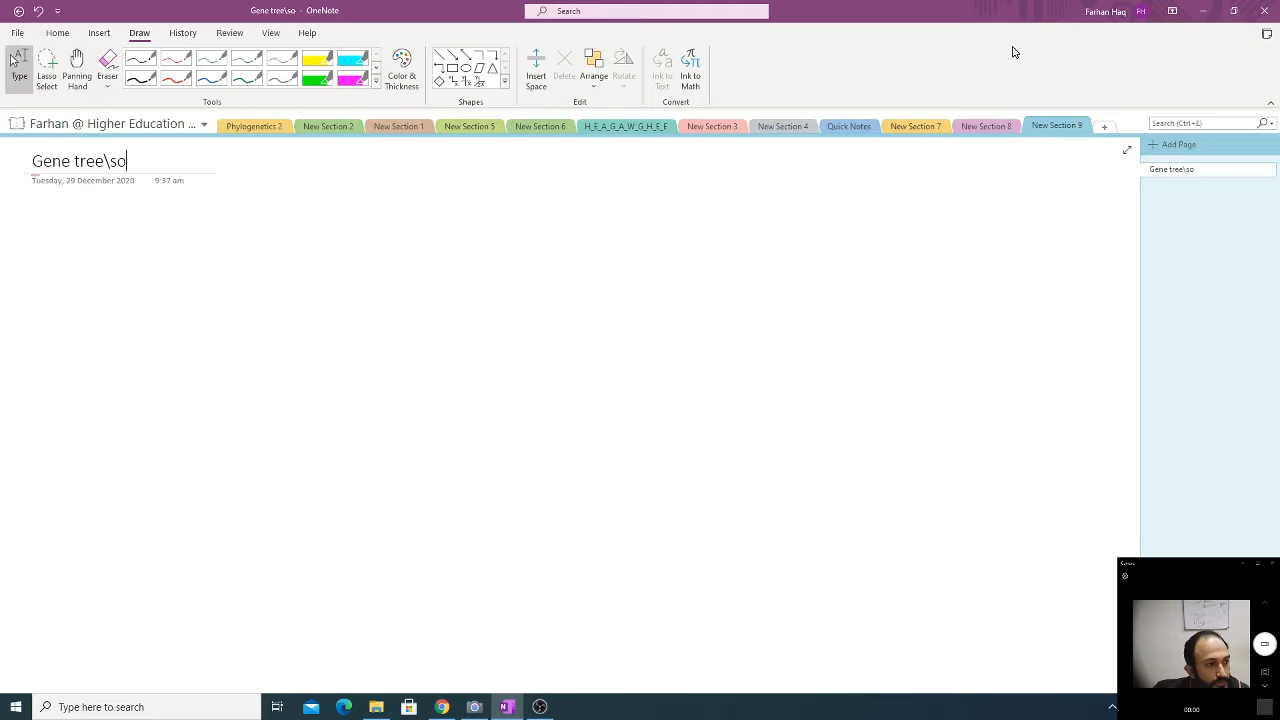 Gene tree\so - OneNote
Search
Farhan Haq
FH
File
Home
Insert
Draw
History
Review
View
Help
Type
Lasso
Select
Panning
Hand
Eraser
Color &
Thickness
Insert
Space
Delete
Arrange
Rotate
Ink to
Text
Ink to
Math
Tools
Shapes
Edit
Convert
Farhan @ Higher Education ...
Phylogenetics 2
New Section 2
New Section 1
New Section 5
New Section 6
H_E_A_G_A_W_G_H_E_E
New Section 3
New Section 4
Quick Notes
New Section 7
New Section 8
New Section 9
Search (Ctrl+E)
Gene tree\so
Tuesday, 29 December 2020
9:37 am
Add Page
Gene tree\so
00:00
Type here to search